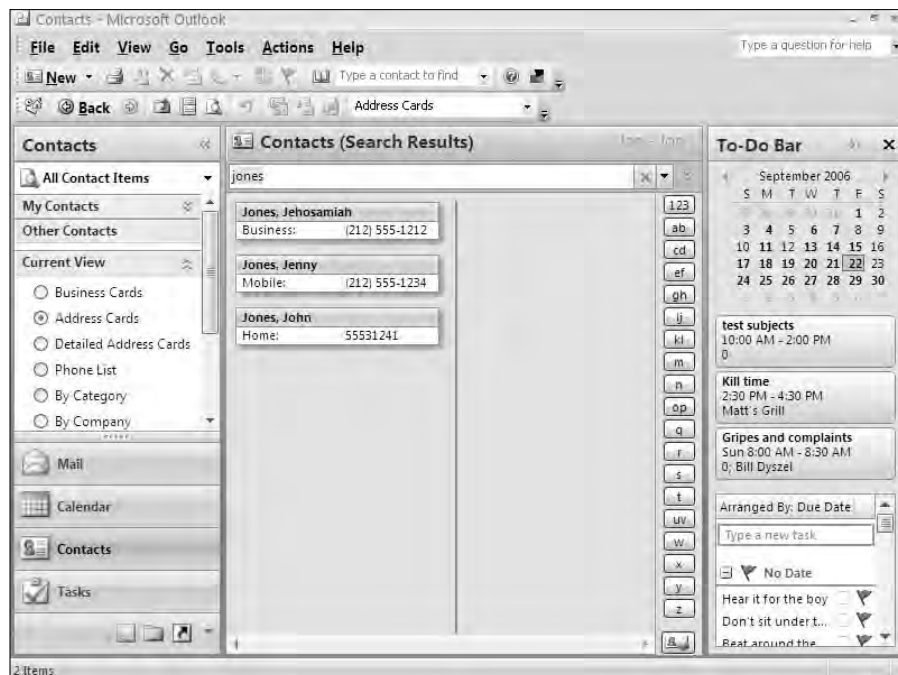 Contacts - Microsoft Outlook
File Edit View Go Tools Actions Help
Type a question for help
New
Type a contact to find
Back
Address Cards
Contacts
All Contact Items
My Contacts
Other Contacts
Current View
Business Cards
Address Cards
Detailed Address Cards
Phone List
By Category
By Company
Mail
Calendar
Contacts
Tasks
2 Items
Contacts (Search Results)
jones
Jones, Jehosamiah
Business: (212) 555-1212
Jones, Jenny
Mobile: (212) 555-1234
Jones, John
Home: 55531241
123
ab
cd
ef
gh
ij
kl
m
n
op
q
r
s
t
uv
w
x
y
z
To-Do Bar
September 2006
S M T W T F S
1 2
3 4 5 6 7 8 9
10 11 12 13 14 15 16
17 18 19 20 21 22 23
24 25 26 27 28 29 30
test subjects
10:00 AM - 2:00 PM
0
Kill time
2:30 PM - 4:30 PM
Matt's Grill
Gripes and complaints
Sun 8:00 AM - 8:30 AM
0; Bill Dyszel
Arranged By: Due Date
Type a new task
No Date
Hear it for the boy
Don't sit under t...
Beat around the